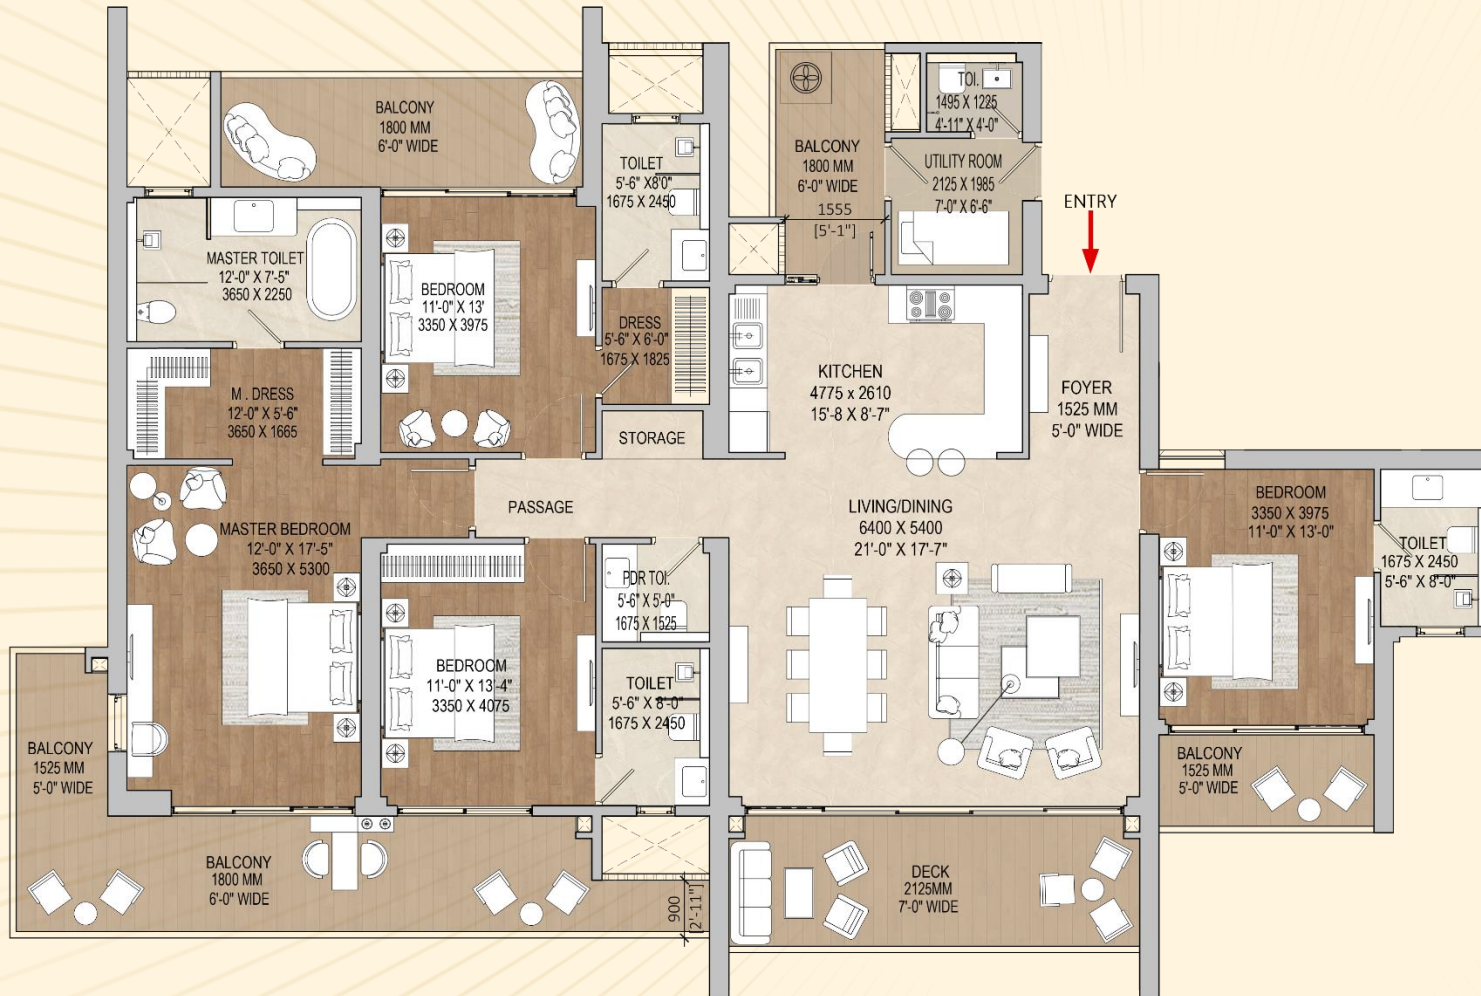 BALCONY
1800 MM
6'-0" WIDE
TOILET
5'-6" X8'0"
1675 X 2450
BALCONY
1800 MM
6'-0" WIDE
1555
[5'-1"]
TOI.
1495 X 1225
4'-11" X 4'-0"
UTILITY ROOM
2125 X 1985
7'-0" X 6'-6"
ENTRY
MASTER TOILET
12'-0" X 7'-5"
3650 X 2250
BEDROOM
11'-0" X 13'
3350 X 3975
DRESS
5'-6" X 6'-0"
1675 X 1825
KITCHEN
4775 x 2610
15'-8 X 8'-7"
FOYER
1525 MM
5'-0" WIDE
M . DRESS
12'-0" X 5'-6"
3650 X 1665
STORAGE
PASSAGE
LIVING/DINING
6400 X 5400
21'-0" X 17'-7"
BEDROOM
3350 X 3975
11'-0" X 13'-0"
TOILET
1675 X 2450
5'-6" X 8'-0"
MASTER BEDROOM
12'-0" X 17'-5"
3650 X 5300
PDR TOI.
5'-6" X 5'-0"
1675 X 1525
BEDROOM
11'-0" X 13'-4"
3350 X 4075
TOILET
5'-6" X 8'-0"
1675 X 2450
BALCONY
1525 MM
5'-0" WIDE
BALCONY
1525 MM
5'-0" WIDE
BALCONY
1800 MM
6'-0" WIDE
900
[2'-11"]
DECK
2125MM
7'-0" WIDE